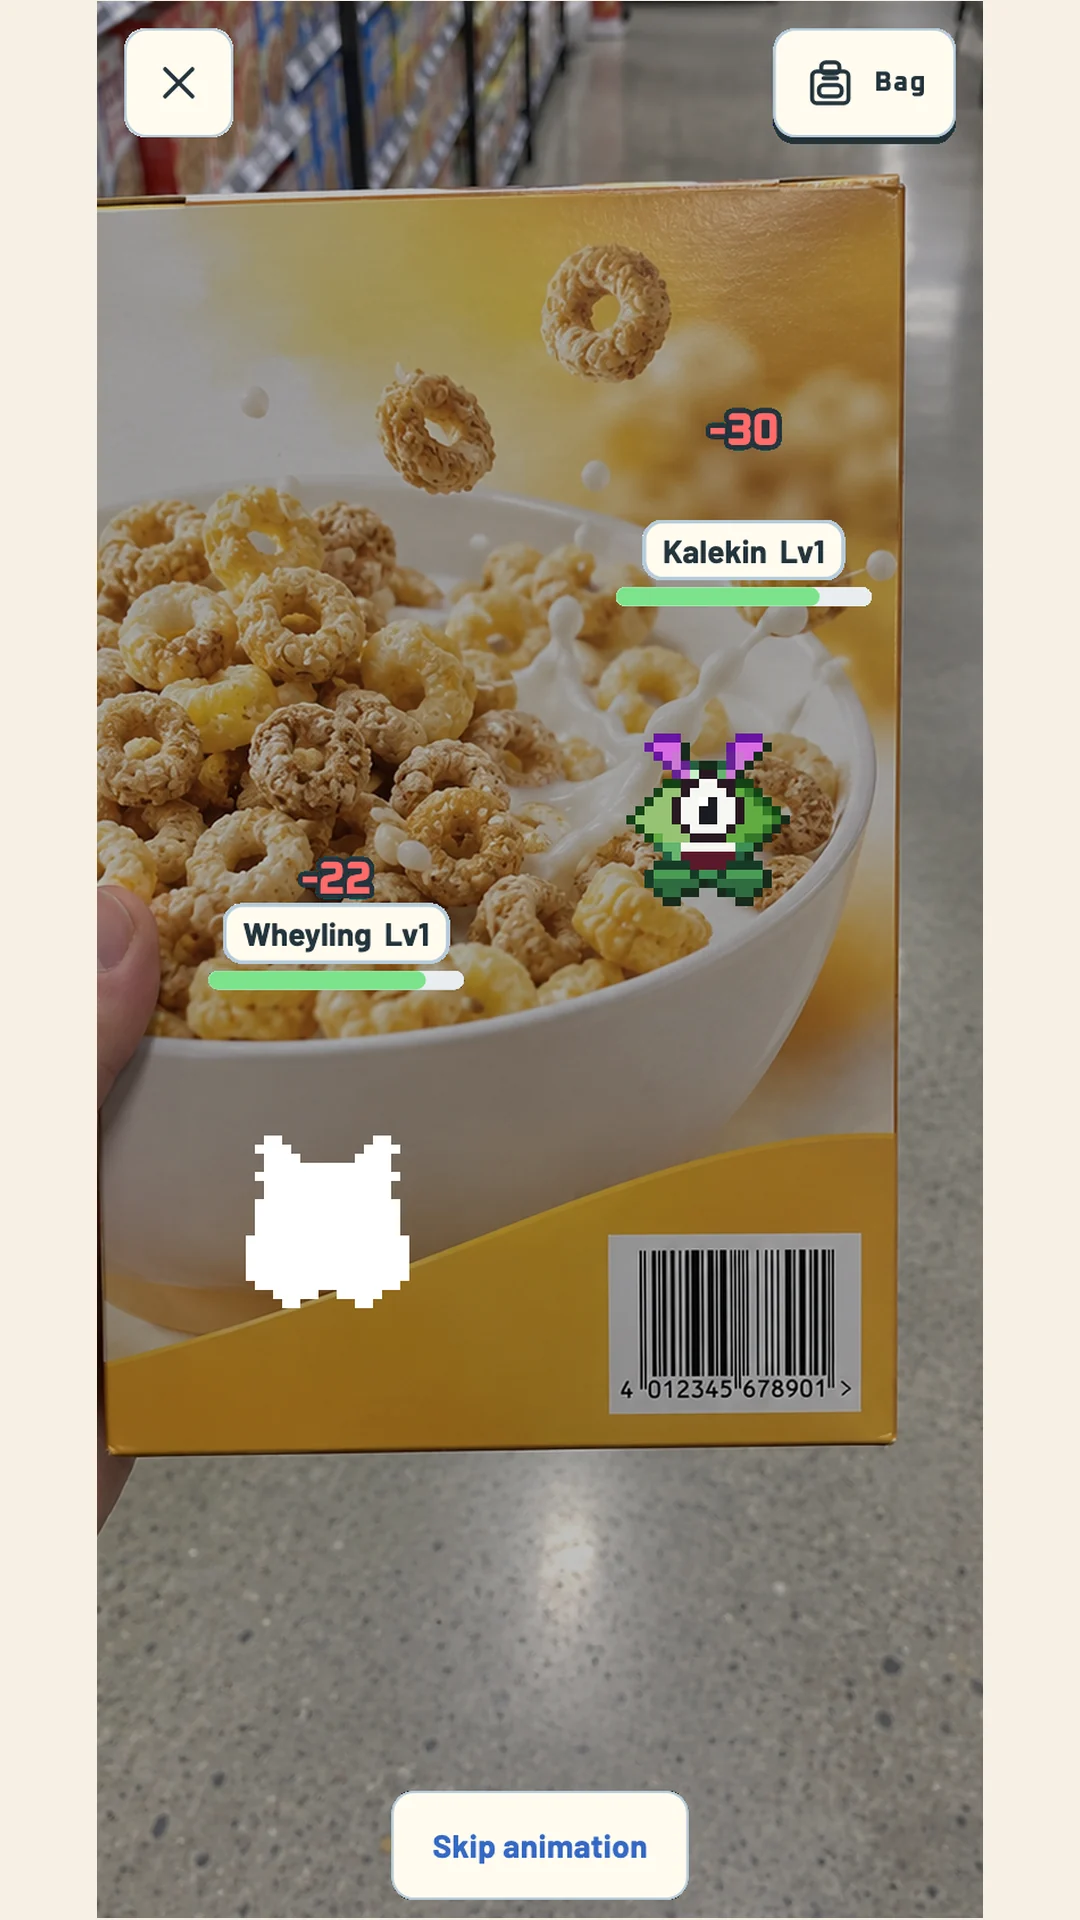 Bag
-30
Kalekin Lv1
-22
Wheyling Lv1
4 012345 678901 >
Skip animation